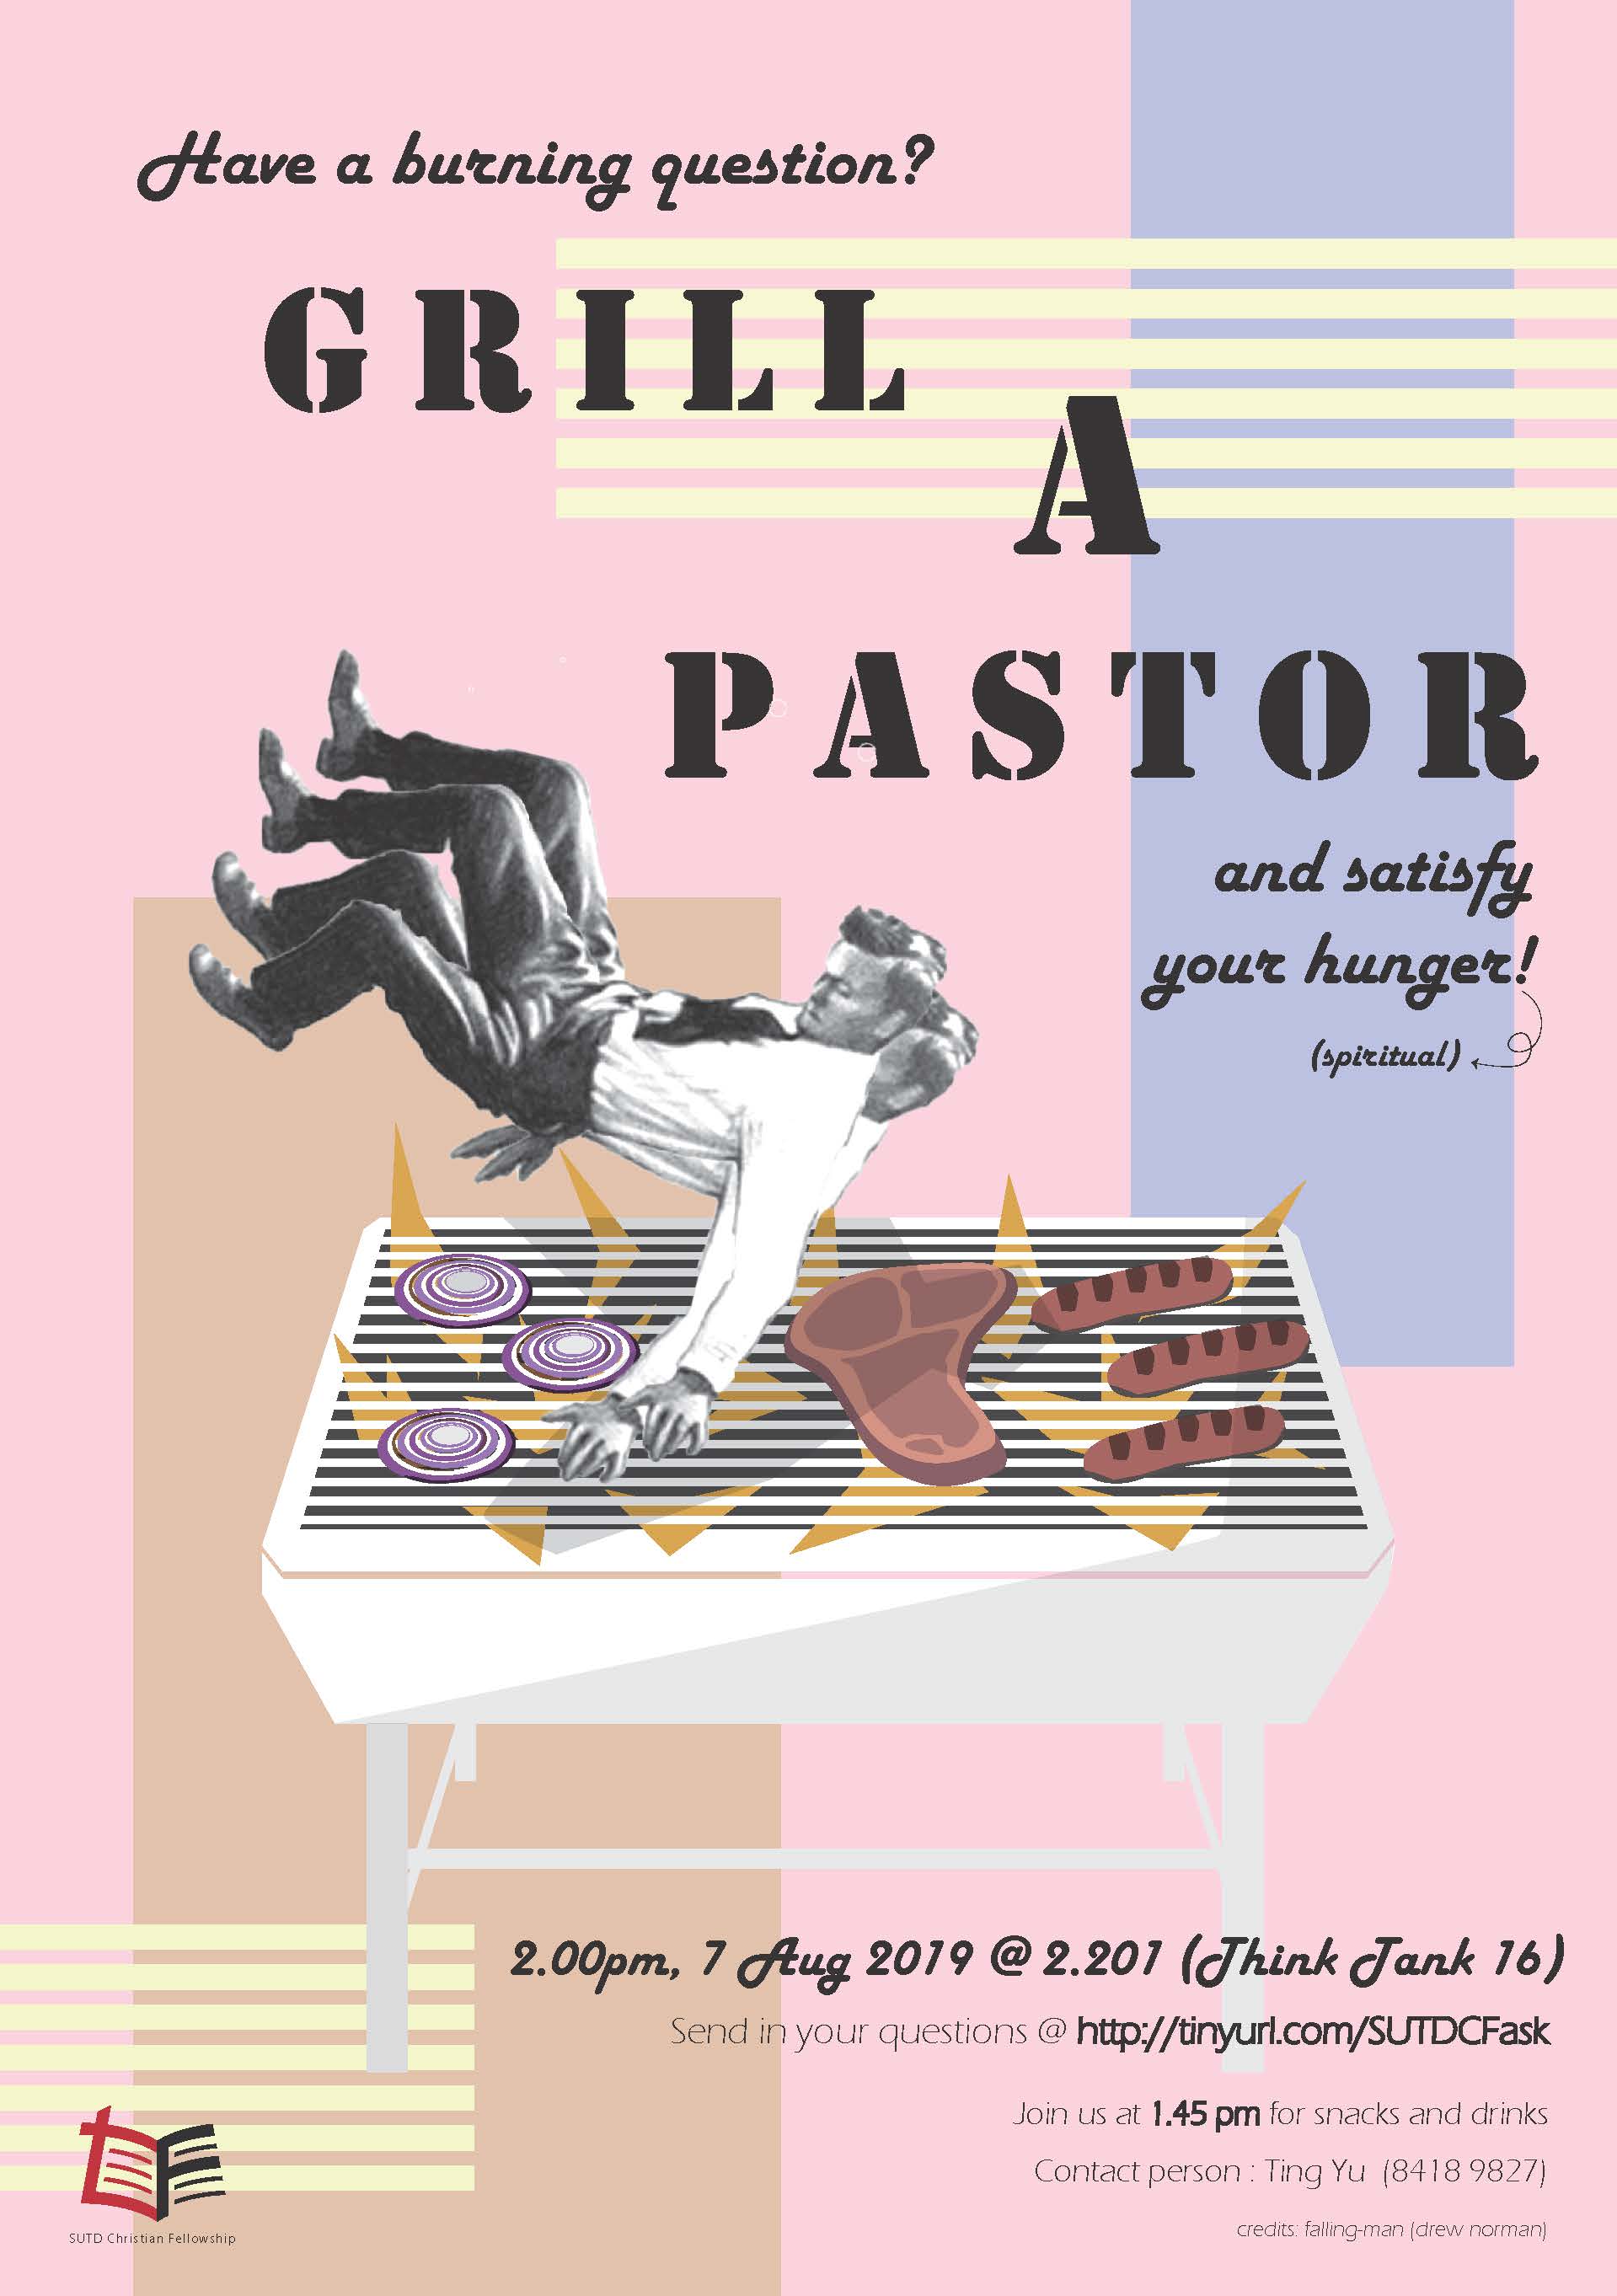 Have a burning question?
GRILL
A
PASTOR
and satisfy
your hunger!
(spiritual)
2.00pm, 7 Aug 2019 @ 2.201 (Think Tank 16)
Send in your questions @ http://tinyurl.com/SUTDCFask
Join us at 1.45 pm for snacks and drinks
Contact person : Ting Yu (8418 9827)
credits: falling-man (drew norman)
SUTD Christian Fellowship